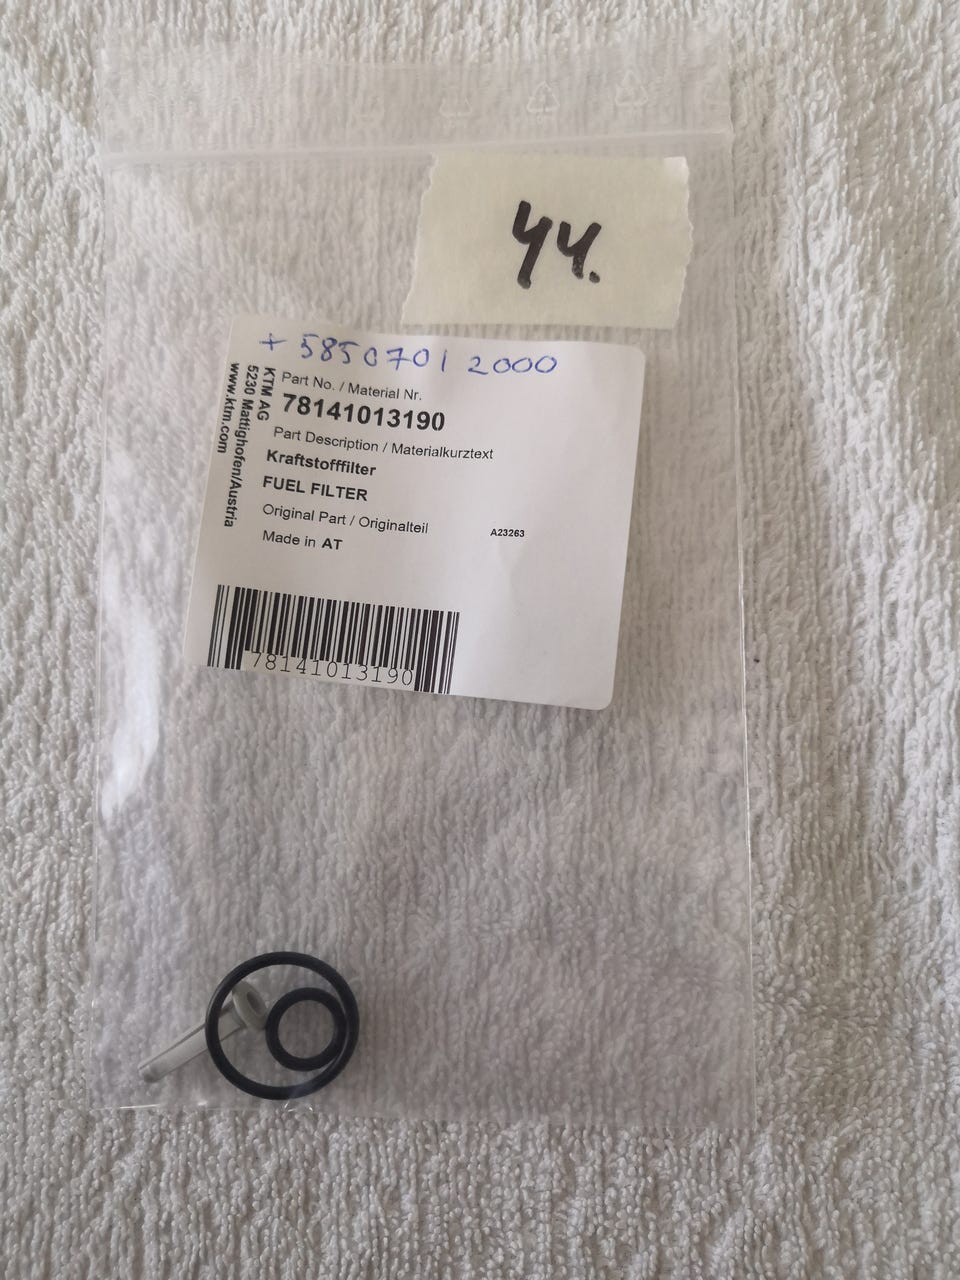 44.
+ 58507012000
KTM AG
5230 Mattighofen/Austria
www.ktm.com
Part No. / Material Nr.
78141013190
Part Description / Materialkurztext
Kraftstofffilter
FUEL FILTER
Original Part / Originalteil
A23263
Made in AT
78141013190